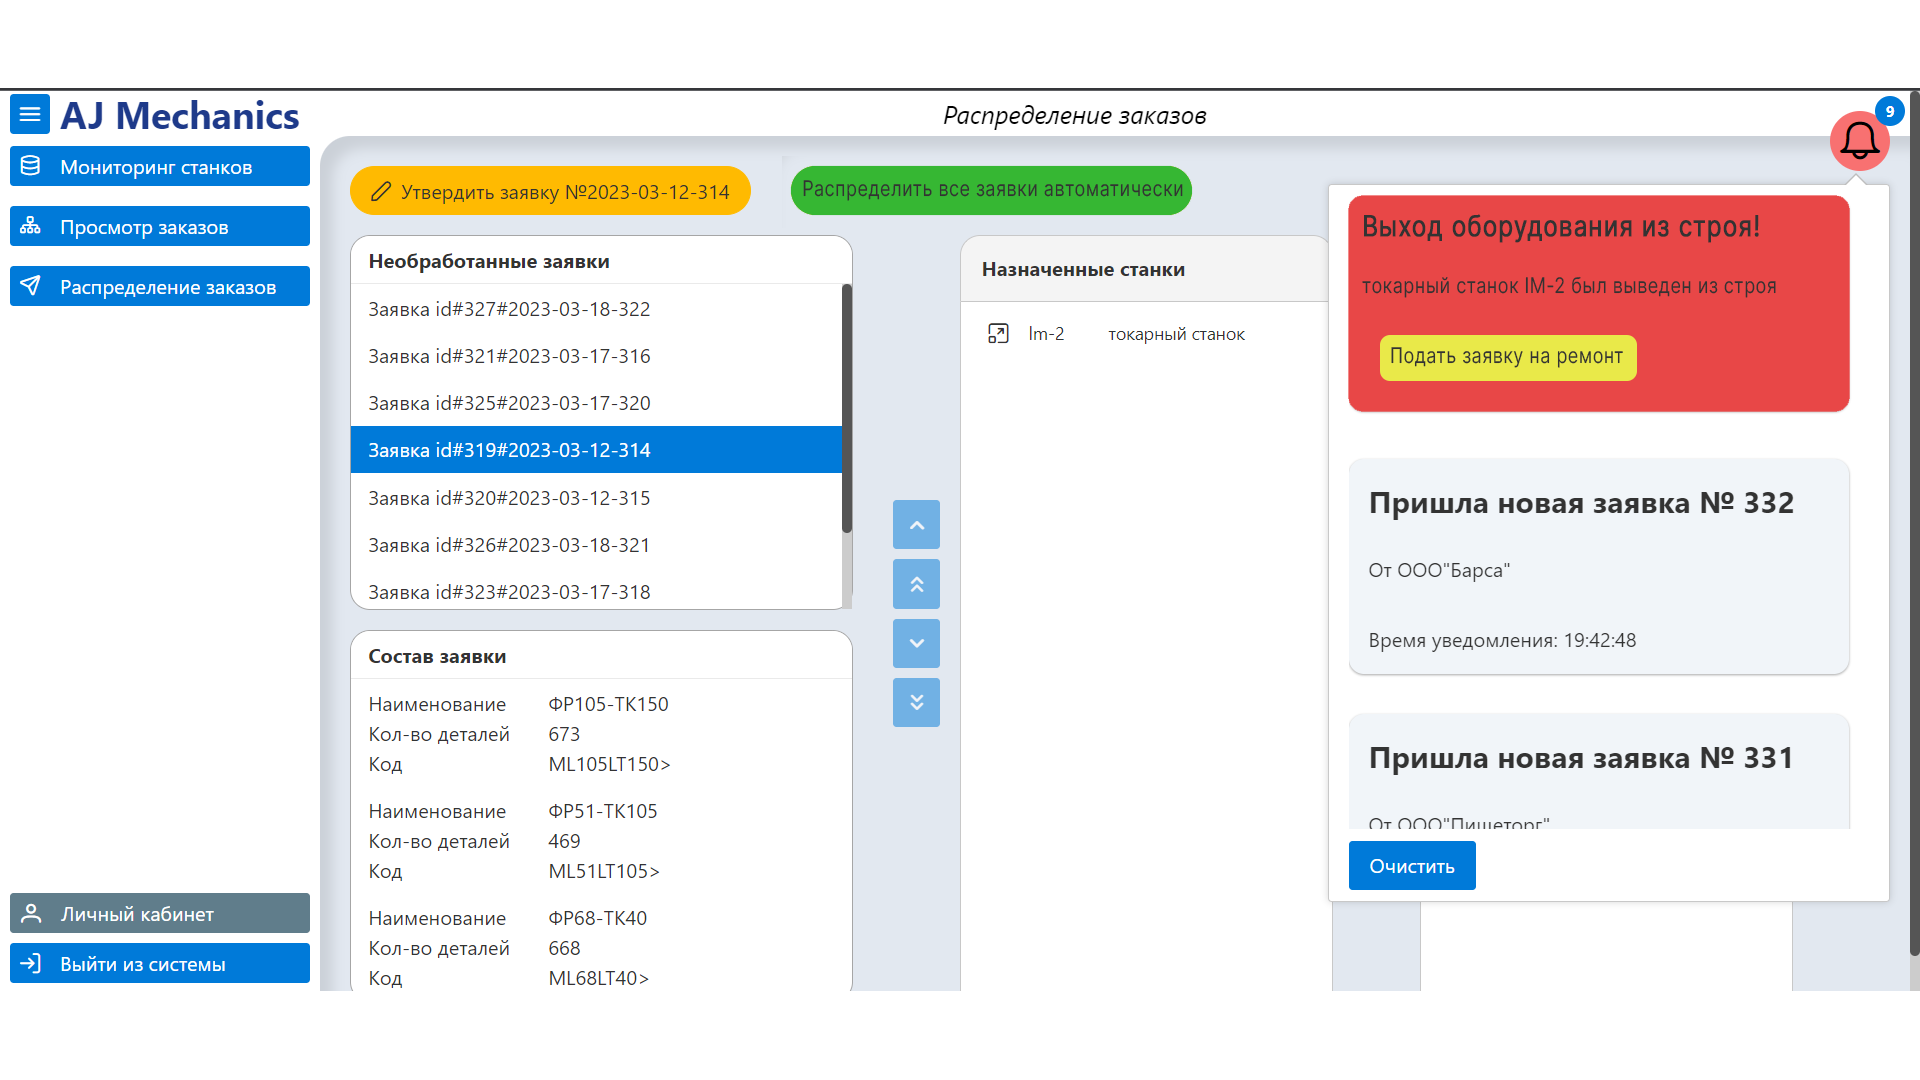 AJ Mechanics
Распределение заказов
9
Мониторинг станков
Просмотр заказов
Распределение заказов
Личный кабинет
Выйти из системы
Утвердить заявку №2023-03-12-314
Распределить все заявки автоматически
Необработанные заявки
Заявка id#327#2023-03-18-322
Заявка id#321#2023-03-17-316
Заявка id#325#2023-03-17-320
Заявка id#319#2023-03-12-314
Заявка id#320#2023-03-12-315
Заявка id#326#2023-03-18-321
Заявка id#323#2023-03-17-318
Состав заявки
Наименование ФР105-ТК150
Кол-во деталей 673
Код ML105LT150>
Наименование ФР51-ТК105
Кол-во деталей 469
Код ML51LT105>
Наименование ФР68-ТК40
Кол-во деталей 668
Код ML68LT40>
Назначенные станки
lm-2 токарный станок
Выход оборудования из строя!
токарный станок IM-2 был выведен из строя
Подать заявку на ремонт
Пришла новая заявка № 332
От ООО"Барса"
Время уведомления: 19:42:48
Пришла новая заявка № 331
От ООО"Пищеторг"
Очистить